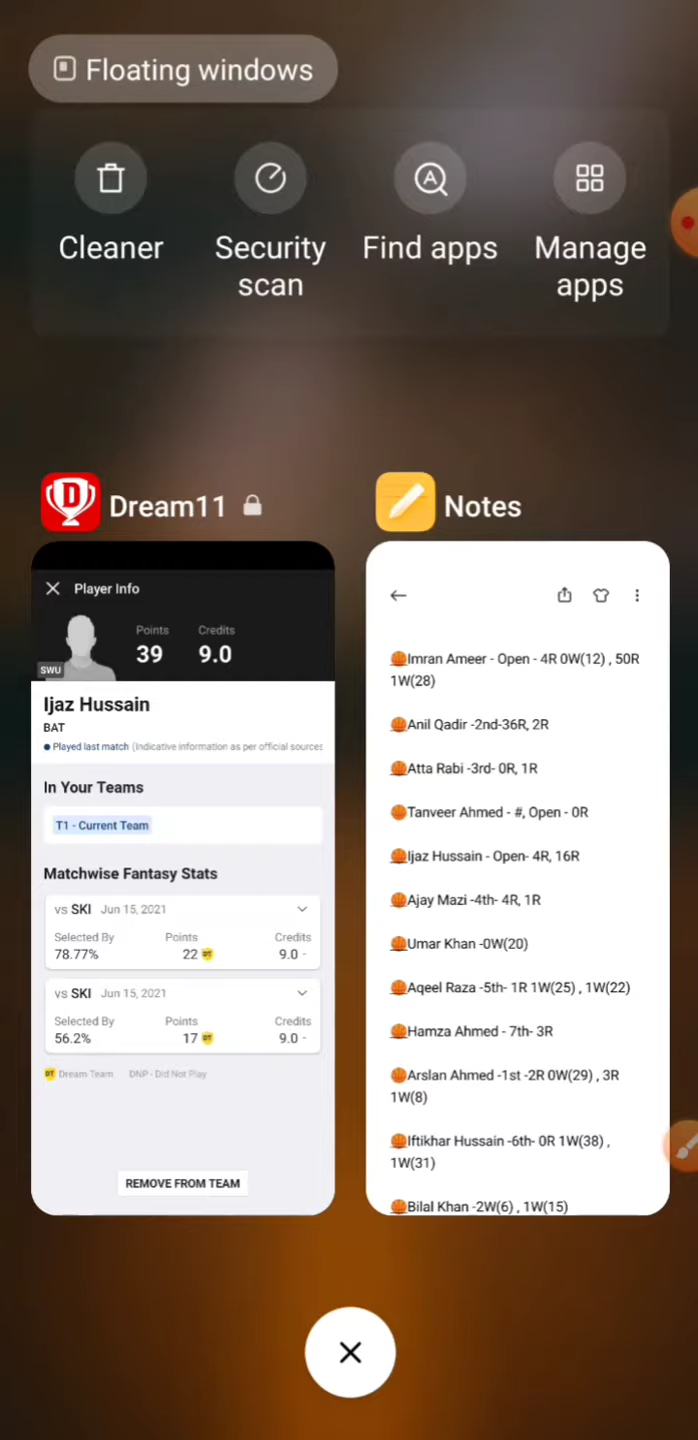 Floating windows
Cleaner
Security scan
Find apps
Manage apps
Dream11
Notes
Player Info
Points
39
Credits
9.0
SWU
Ijaz Hussain
BAT
Played last match (Indicative information as per official sources
In Your Teams
T1 - Current Team
Matchwise Fantasy Stats
vs SKI Jun 15, 2021
Selected By Points Credits
78.77% 22 DT 9.0 -
vs SKI Jun 15, 2021
Selected By Points Credits
56.2% 17 DT 9.0 -
DT Dream Team DNP - Did Not Play
REMOVE FROM TEAM
Imran Ameer - Open - 4R 0W(12) , 50R
1W(28)
Anil Qadir -2nd-36R, 2R
Atta Rabi -3rd- 0R, 1R
Tanveer Ahmed - #, Open - 0R
Ijaz Hussain - Open- 4R, 16R
Ajay Mazi -4th- 4R, 1R
Umar Khan -0W(20)
Aqeel Raza -5th- 1R 1W(25) , 1W(22)
Hamza Ahmed - 7th- 3R
Arslan Ahmed -1st -2R 0W(29) , 3R
1W(8)
Iftikhar Hussain -6th- 0R 1W(38) ,
1W(31)
Bilal Khan -2W(6) , 1W(15)